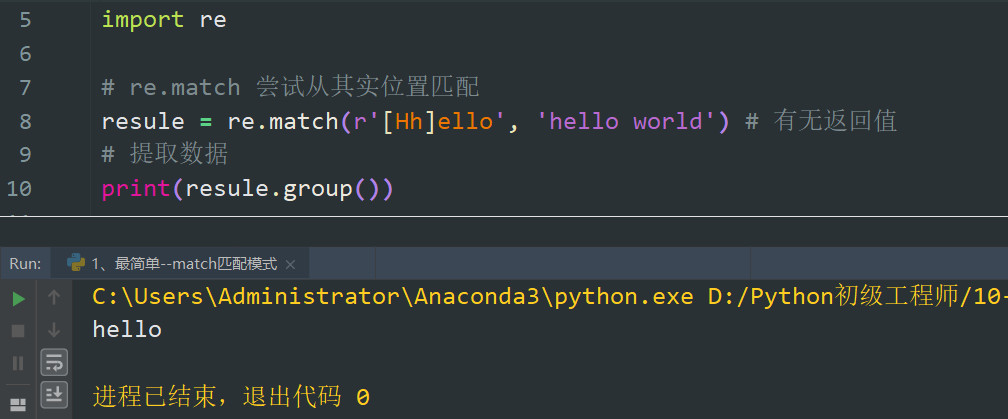 5 import re
6
7 # re.match 尝试从其实位置匹配
8 resule = re.match(r'[Hh]ello', 'hello world') # 有无返回值
9 # 提取数据
10 print(resule.group())
Run: 1、最简单--match匹配模式 ×
C:\Users\Administrator\Anaconda3\python.exe D:/Python初级工程师/10-
hello
进程已结束，退出代码 0